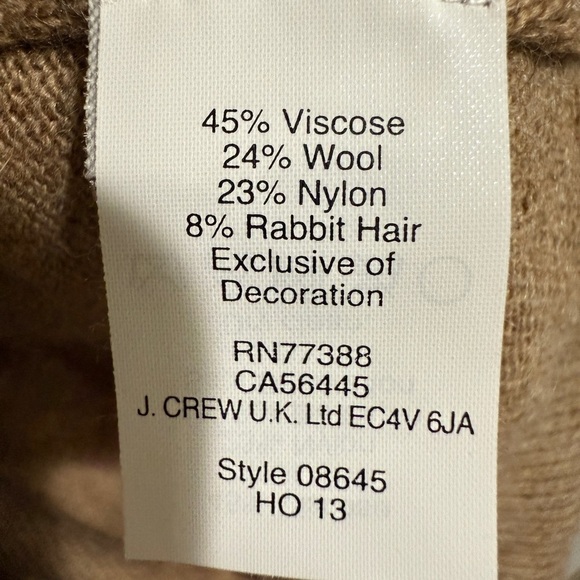 45% Viscose
24% Wool
23% Nylon
8% Rabbit Hair
Exclusive of
Decoration
RN77388
CA56445
J. CREW U.K. Ltd EC4V 6JA
Style 08645
HO 13